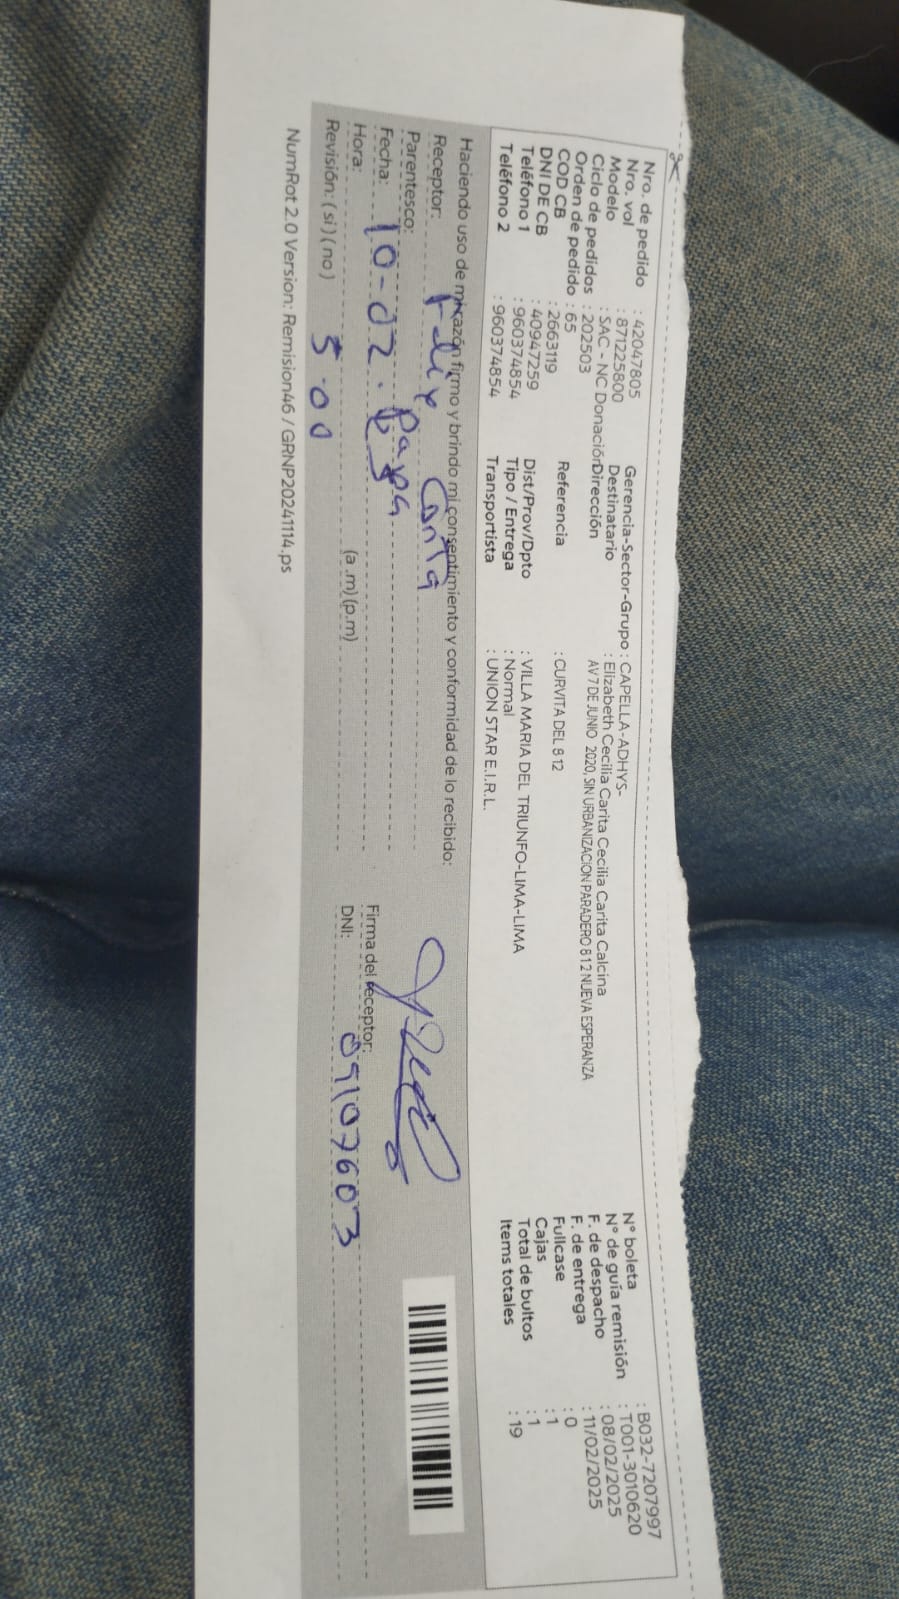 Nro. de pedido : 42047805 Gerencia-Sector-Grupo : CAPELLA-ADHYS- N° boleta : B032-7207997
Nro. vol : 871225800 Destinatario : Elizabeth Cecilia Carita Cecilia Carita Calcina N° de guía remisión : T001-3010620
Modelo : SAC - NC Donación Dirección AV 7 DE JUNIO 2020, SIN URBANIZACION PARADERO 8 12 NUEVA ESPERANZA F. de despacho : 08/02/2025
Ciclo de pedidos : 202503 F. de entrega : 11/02/2025
Orden de pedido : 65 Referencia : CURVITA DEL 8 12 Fullcase : 0
COD CB : 2663119 Cajas : 1
DNI DE CB : 40947259 Dist/Prov/Dpto : VILLA MARIA DEL TRIUNFO-LIMA-LIMA Total de bultos : 1
Teléfono 1 : 960374854 Tipo / Entrega : Normal Items totales : 19
Teléfono 2 : 960374854 Transportista : UNION STAR E.I.R.L.
Haciendo uso de mi razón firmo y brindo mi consentimiento y conformidad de lo recibido:
Receptor: Felix Carita
Parentesco: Papa
Fecha: 10-02. Firma del receptor:
Hora: (a.m)(p.m) DNI: 09107603
Revisión: (si)(no) 5 00
NumRot 2.0 Version: Remision46 / GRNP20241114.ps